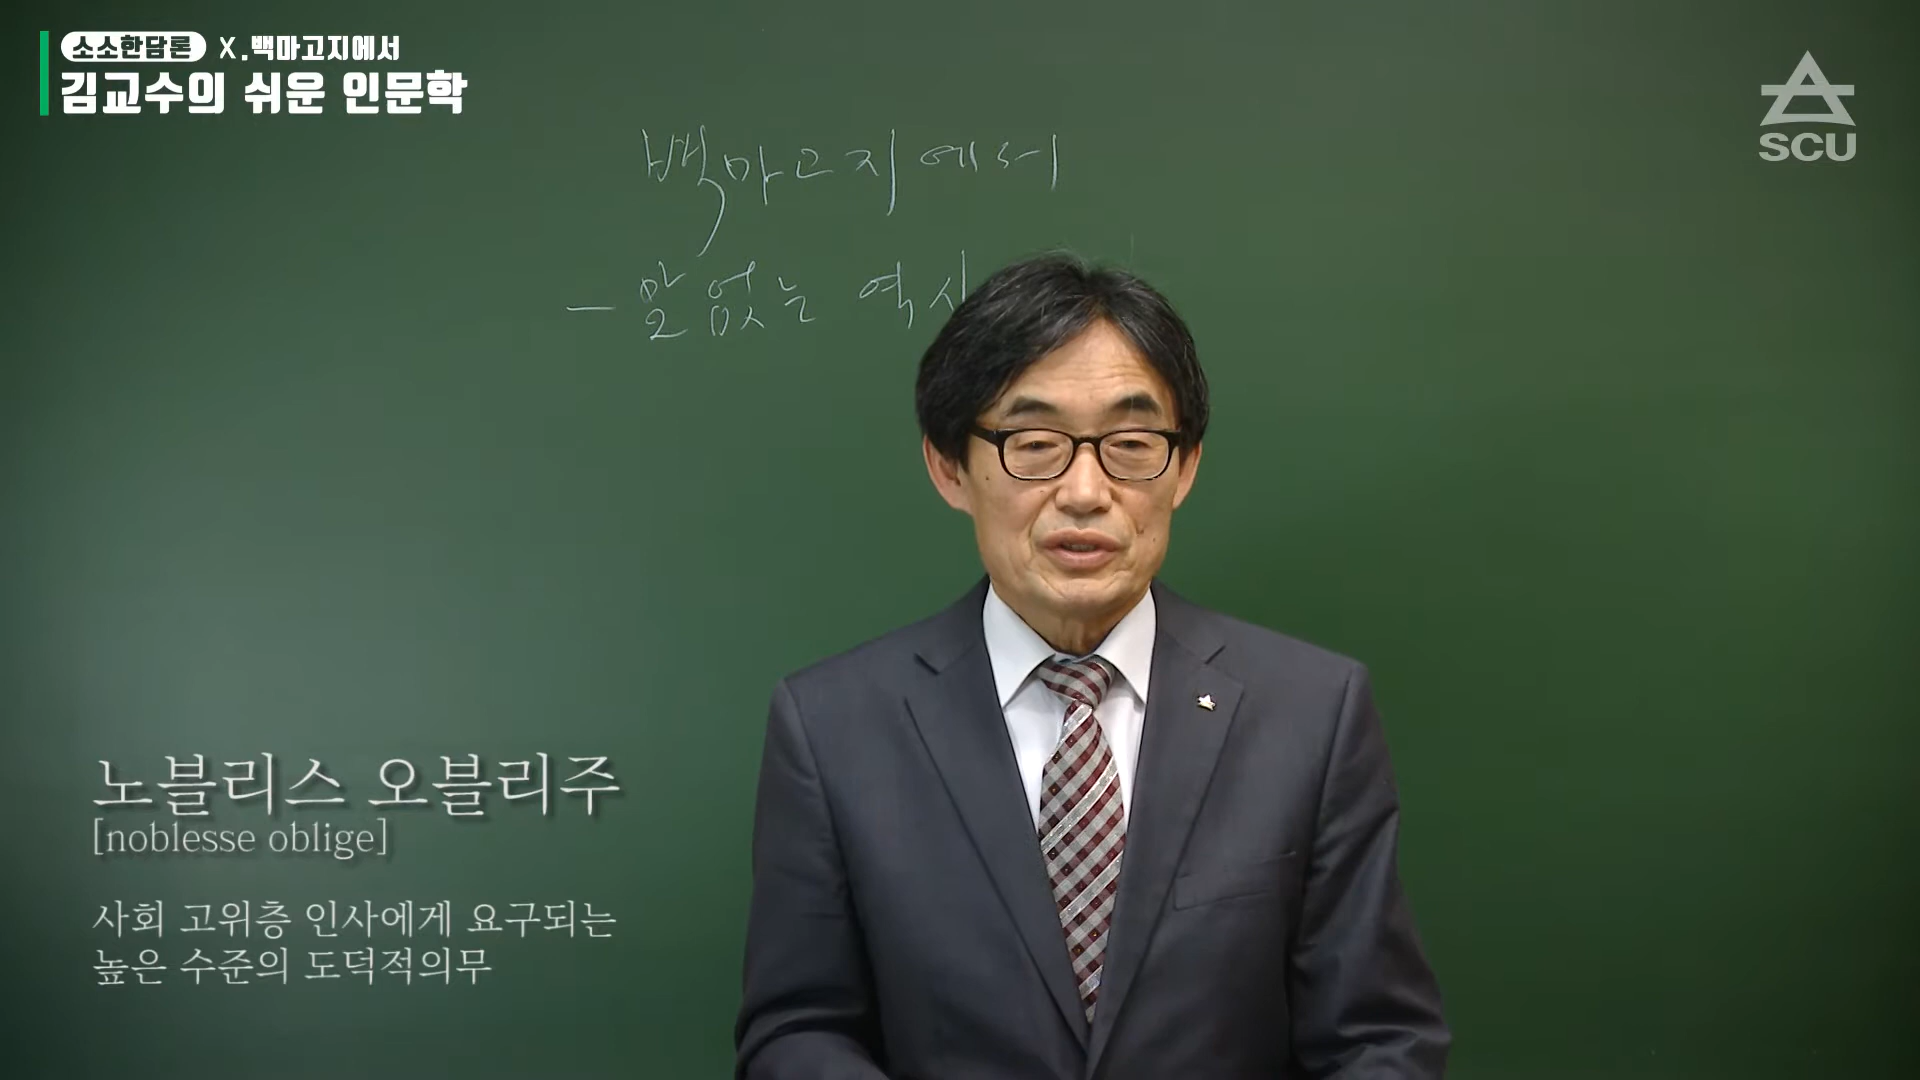 소소한담론 X.백마고지에서
김교수의 쉬운 인문학
SCU
백마고지에서
- 말없는 역사
노블리스 오블리주
[noblesse oblige]
사회 고위층 인사에게 요구되는
높은 수준의 도덕적의무